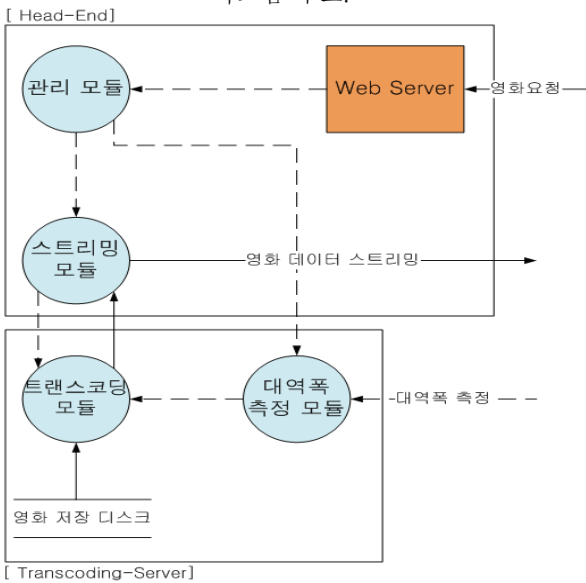 [ Head-End]
관리 모듈
Web Server
영화요청
스트리밍
모듈
영화 데이터 스트리밍
트랜스코딩
모듈
대역폭
측정 모듈
대역폭 측정
영화 저장 디스크
[ Transcoding-Server]